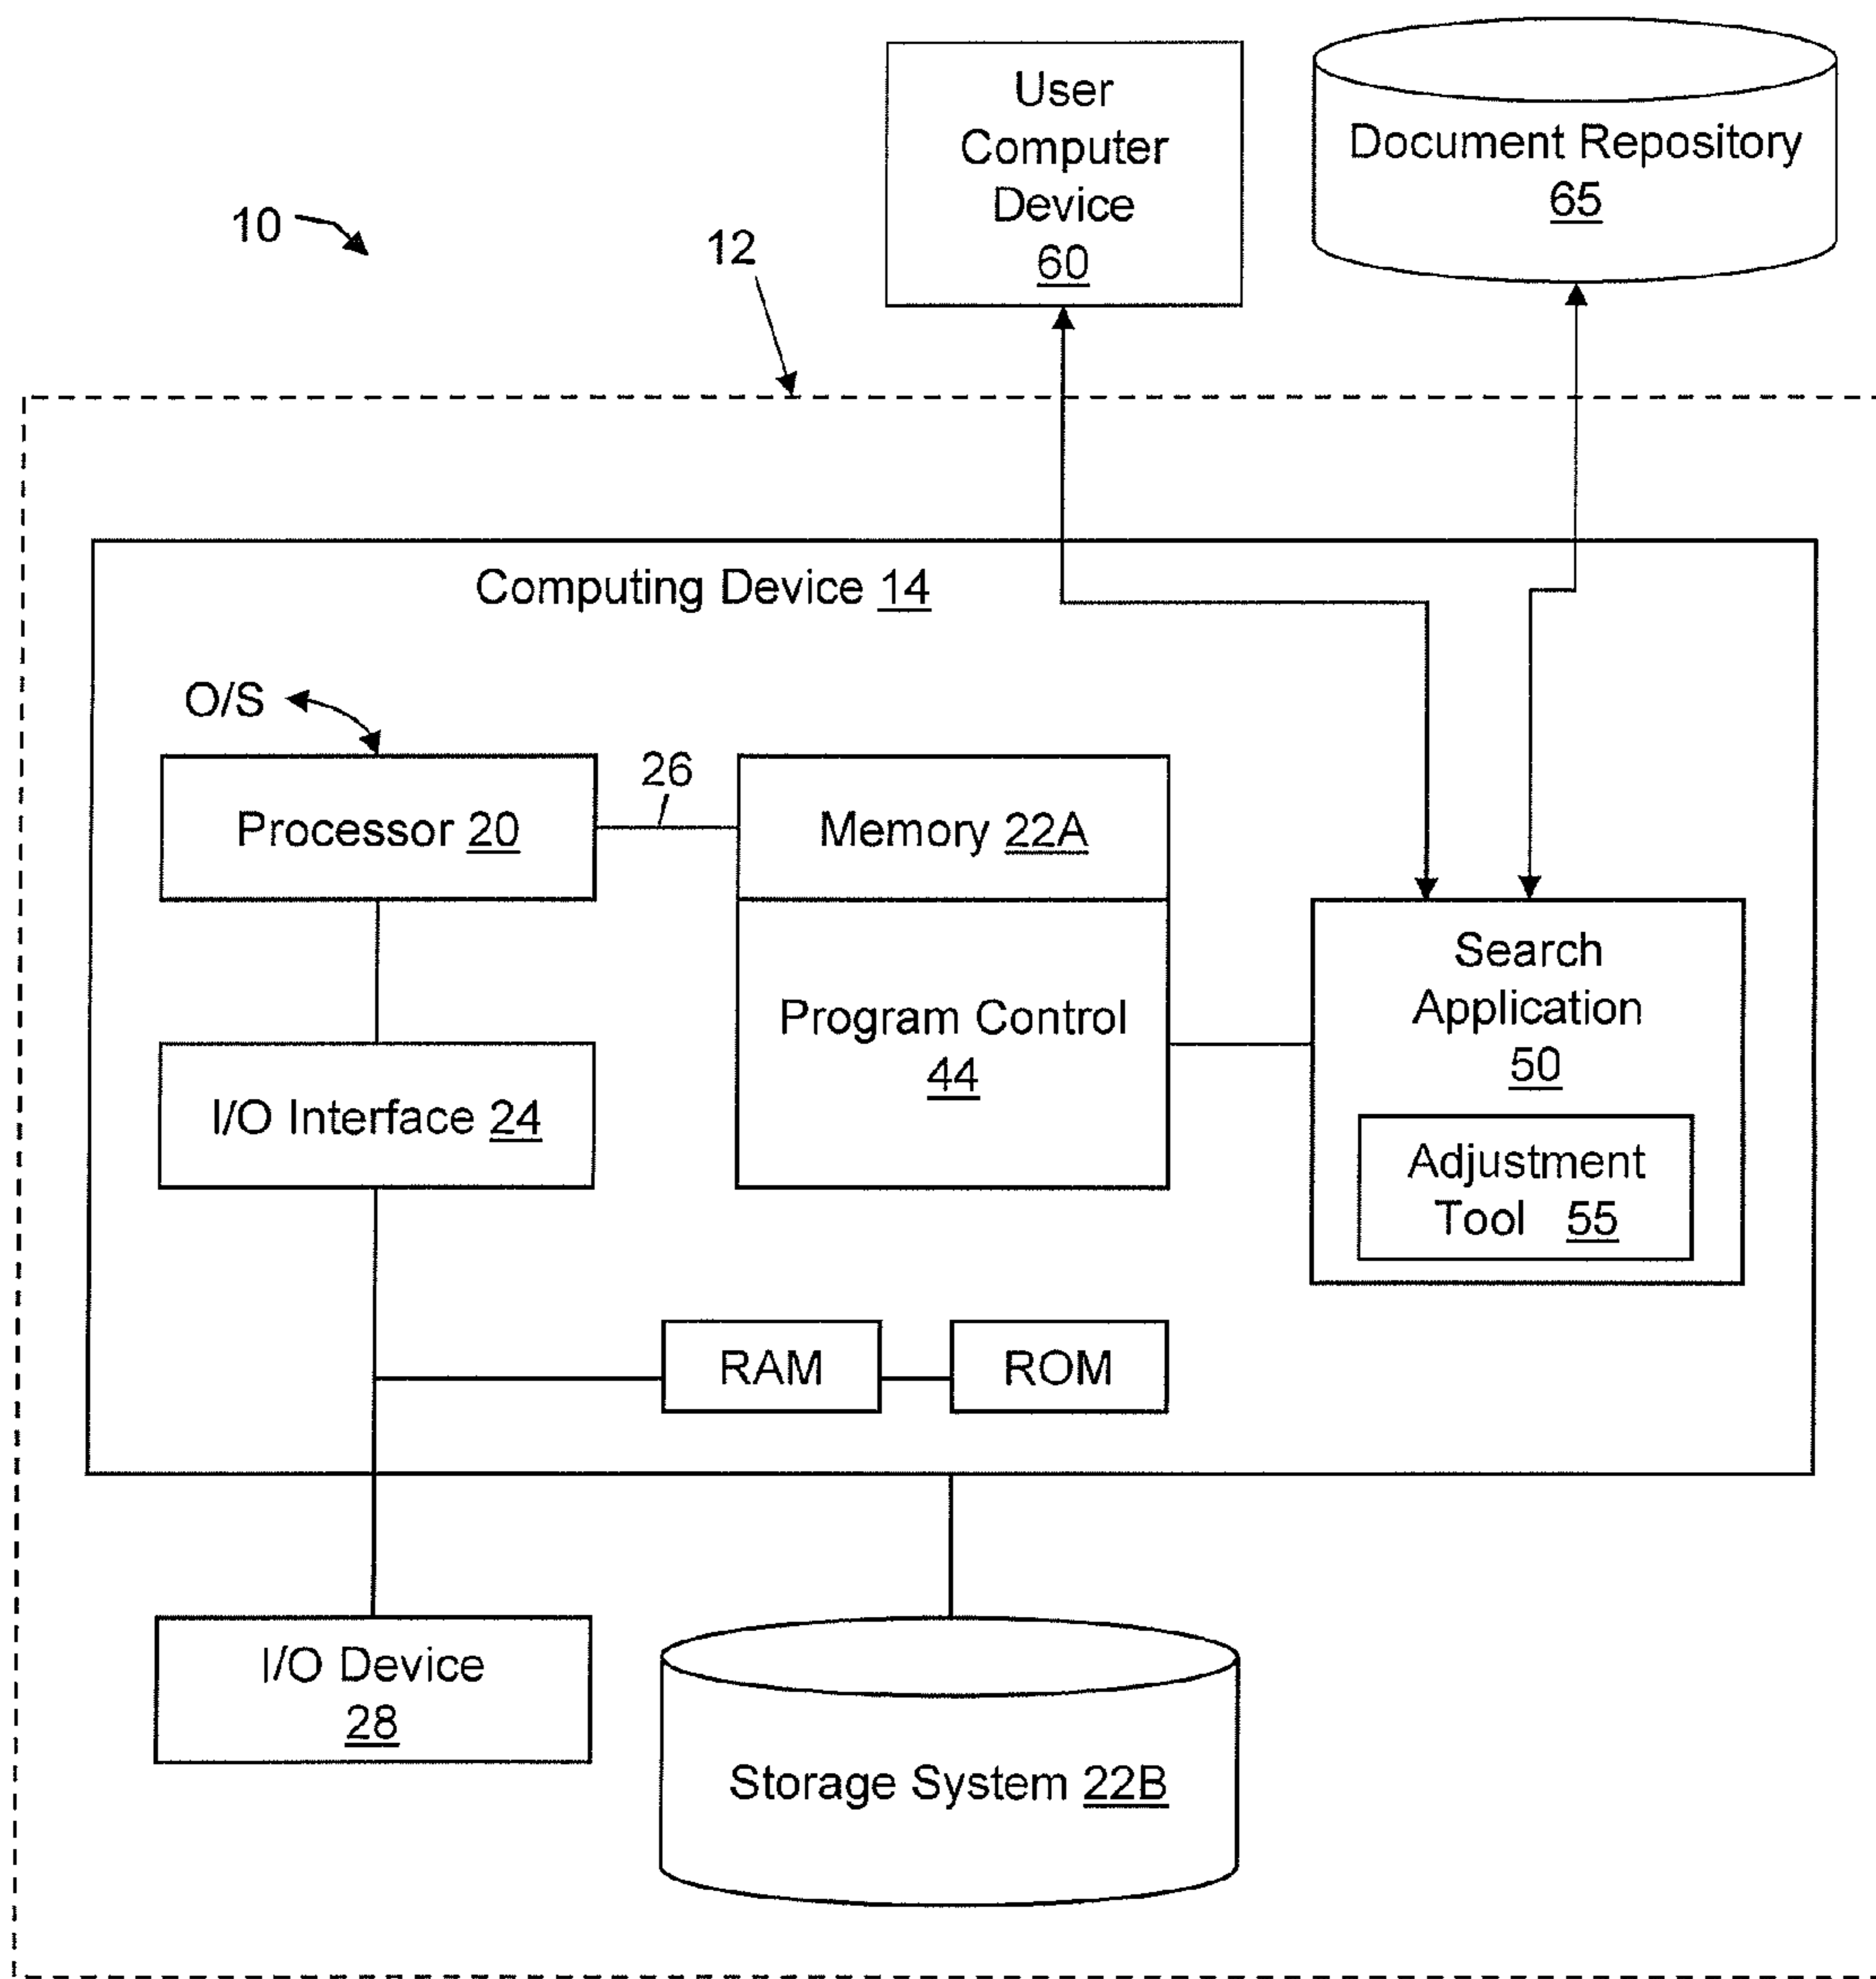 User
Computer
Device
60
Document Repository
65
10
12
Computing Device 14
O/S
26
Processor 20
Memory 22A
Search
Application
50
Program Control
44
I/O Interface 24
Adjustment
Tool 55
RAM
ROM
I/O Device
28
Storage System 22B